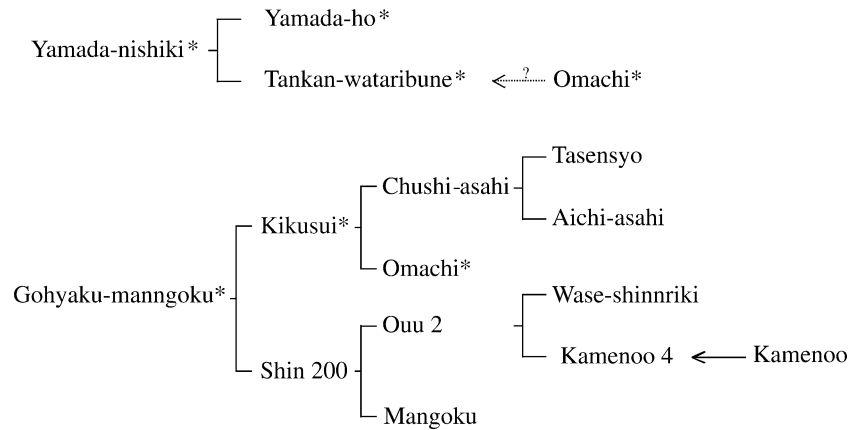 Yamada-ho*
Yamada-nishiki*
Tankan-wataribune* ? Omachi*
Tasensyo
Chushi-asahi
Aichi-asahi
Kikusui*
Omachi*
Gohyaku-manngoku*
Wase-shinnriki
Ouu 2
Kamenoo 4 Kamenoo
Shin 200
Mangoku